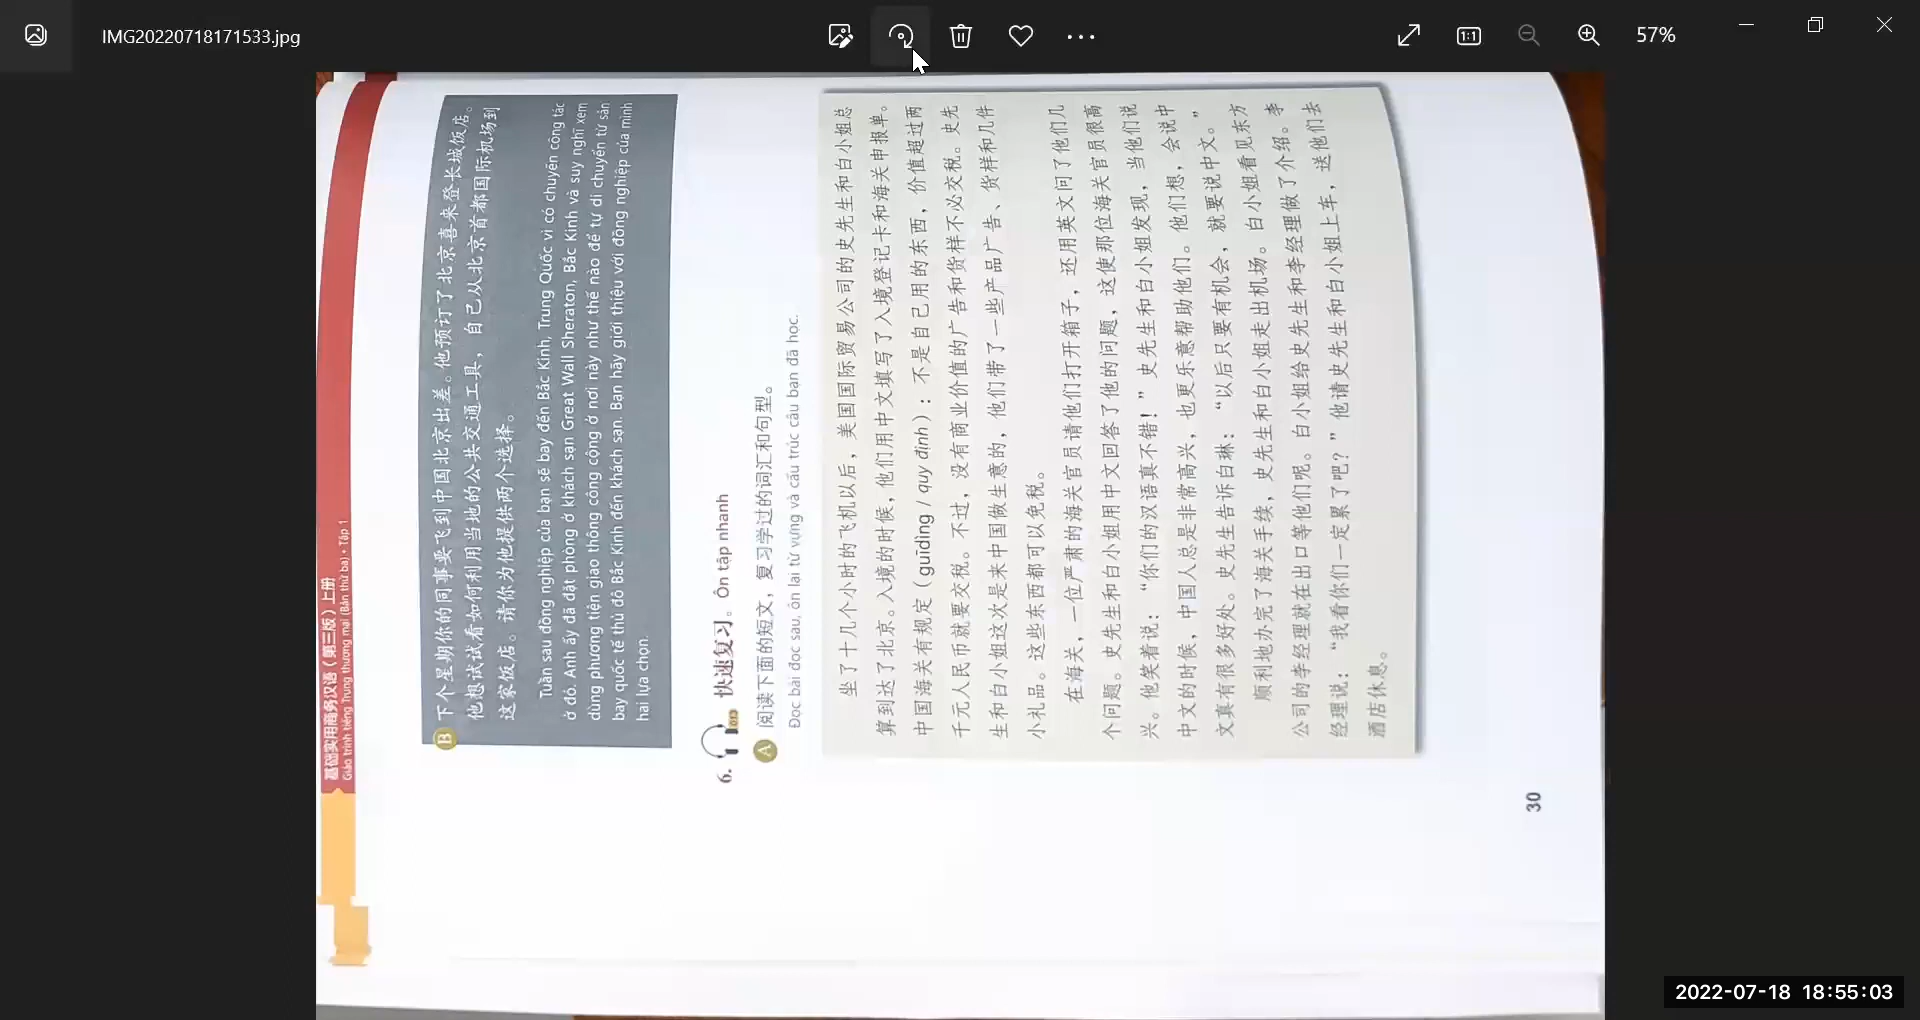 IMG20220718171533.jpg
57%
基础实用商务汉语（第三版）上册
Giáo trình tiếng Trung thương mại (Bản thứ ba) • Tập 1
B 下个星期你的同事要飞到中国北京出差。他预订了北京喜来登长城饭店。
他想试试看如何利用当地的公共交通工具，自己从北京首都国际机场到
这家饭店。请你为他提供两个选择。
Tuần sau đồng nghiệp của bạn sẽ bay đến Bắc Kinh, Trung Quốc vì có chuyến công tác
ở đó. Anh ấy đã đặt phòng ở khách sạn Great Wall Sheraton, Bắc Kinh và suy nghĩ xem
dùng phương tiện giao thông công cộng ở nơi này như thế nào để tự di chuyển từ sân
bay quốc tế thủ đô Bắc Kinh đến khách sạn. Bạn hãy giới thiệu với đồng nghiệp của mình
hai lựa chọn.
6. 013 快速复习。Ôn tập nhanh
A 阅读下面的短文，复习学过的词汇和句型。
Đọc bài đọc sau, ôn lại từ vựng và cấu trúc câu bạn đã học.
坐了十几个小时的飞机以后，美国国际贸易公司的史先生和白小姐总
算到达了北京。入境的时候，他们用中文填写了入境登记卡和海关申报单。
中国海关有规定（guīdìng / quy định）：不是自己用的东西，价值超过两
千元人民币就要交税。不过，没有商业价值的广告和货样不必交税。史先
生和白小姐这次是来中国做生意的，他们带了一些产品广告、货样和几件
小礼品。这些东西都可以免税。
在海关，一位严肃的海关官员请他们打开箱子，还用英文问了他们几
个问题。史先生和白小姐用中文回答了他的问题，这使那位海关官员很高
兴。他笑着说：“你们的汉语真不错！”史先生和白小姐发现，当他们说
中文的时候，中国人总是非常高兴，也更乐意帮助他们。他们想，会说中
文真有很多好处。史先生告诉白琳：“以后只要有机会，就要说中文。”
顺利地办完了海关手续，史先生和白小姐走出机场。白小姐看见东方
公司的李经理就在出口等他们呢。白小姐给史先生和李经理做了介绍。李
经理说：“我看你们一定累了吧？”他请史先生和白小姐上车，送他们去
酒店休息。
30
2022-07-18 18:55:03